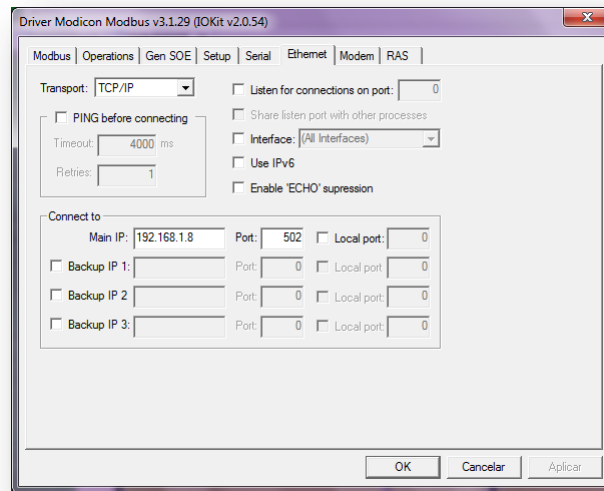 Driver Modicon Modbus v3.1.29 (IOKit v2.0.54)
Modbus Operations Gen SOE Setup Serial Ethernet Modem RAS
Transport: TCP/IP
Listen for connections on port: 0
PING before connecting
Share listen port with other processes
Timeout: 4000 ms
Interface: (All Interfaces)
Retries: 1
Use IPv6
Enable 'ECHO' supression
Connect to
Main IP: 192.168.1.8 Port: 502 Local port: 0
Backup IP 1: Port: 0 Local port 0
Backup IP 2 Port: 0 Local port 0
Backup IP 3: Port: 0 Local port: 0
OK Cancelar Aplicar